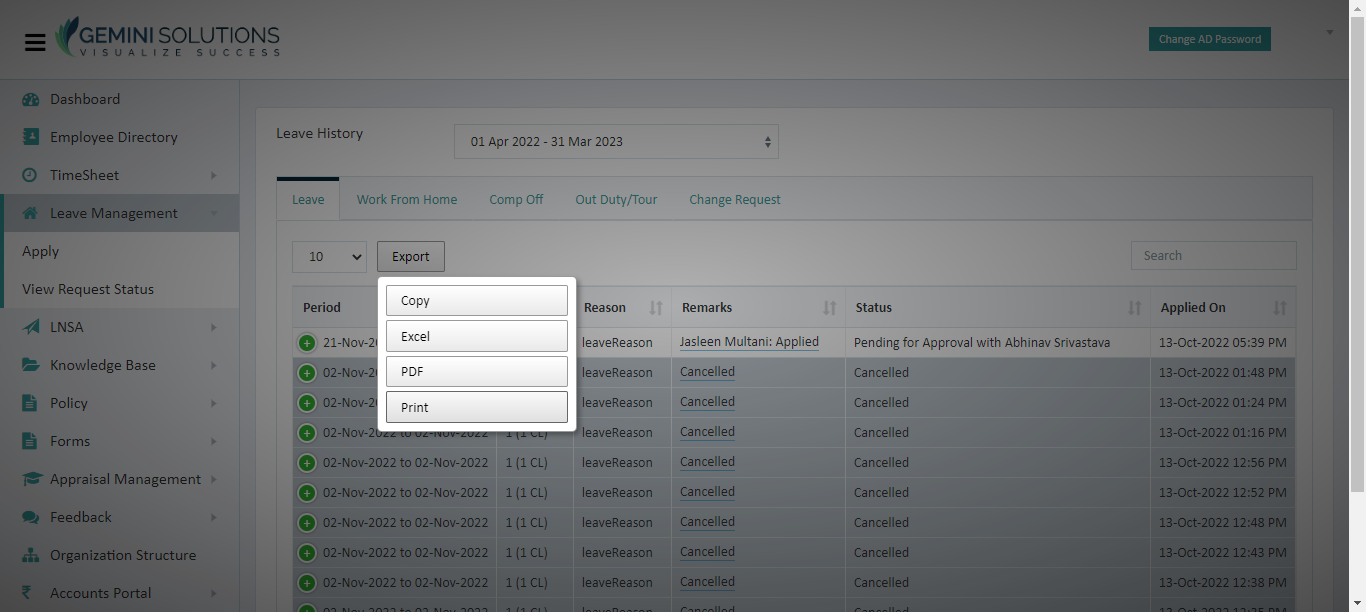 GEMINI SOLUTIONS
VISUALIZE SUCCESS
Change AD Password
Dashboard
Employee Directory
TimeSheet
Leave Management
Apply
View Request Status
LNSA
Knowledge Base
Policy
Forms
Appraisal Management
Feedback
Organization Structure
Accounts Portal
Leave History
01 Apr 2022 - 31 Mar 2023
Leave Work From Home Comp Off Out Duty/Tour Change Request
10 Export Search
Copy
Excel
PDF
Print
Period Reason Remarks Status Applied On
21-Nov-20 leaveReason Jasleen Multani: Applied Pending for Approval with Abhinav Srivastava 13-Oct-2022 05:39 PM
02-Nov-2 leaveReason Cancelled Cancelled 13-Oct-2022 01:48 PM
02-Nov-2 leaveReason Cancelled Cancelled 13-Oct-2022 01:24 PM
02-Nov-2022 to 02-Nov-2022 1 (1 CL) leaveReason Cancelled Cancelled 13-Oct-2022 01:16 PM
02-Nov-2022 to 02-Nov-2022 1 (1 CL) leaveReason Cancelled Cancelled 13-Oct-2022 12:56 PM
02-Nov-2022 to 02-Nov-2022 1 (1 CL) leaveReason Cancelled Cancelled 13-Oct-2022 12:52 PM
02-Nov-2022 to 02-Nov-2022 1 (1 CL) leaveReason Cancelled Cancelled 13-Oct-2022 12:48 PM
02-Nov-2022 to 02-Nov-2022 1 (1 CL) leaveReason Cancelled Cancelled 13-Oct-2022 12:43 PM
02-Nov-2022 to 02-Nov-2022 1 (1 CL) leaveReason Cancelled Cancelled 13-Oct-2022 12:38 PM